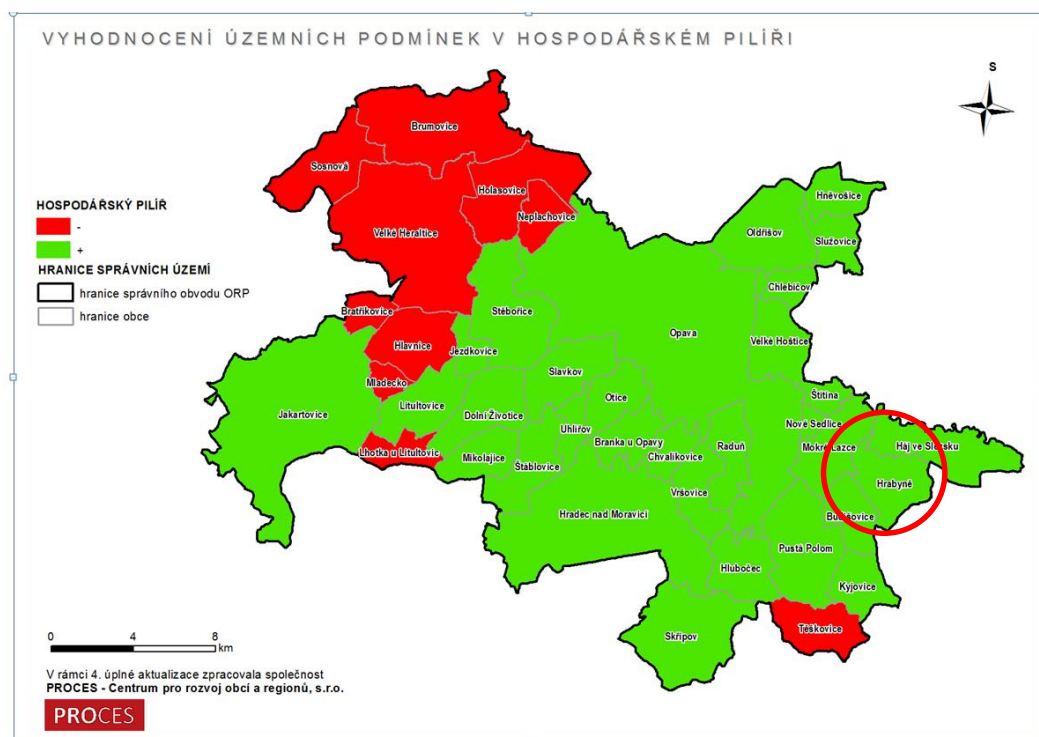 VYHODNOCENÍ ÚZEMNÍCH PODMÍNEK V HOSPODÁŘSKÉM PILÍŘI
S
HOSPODÁŘSKÝ PILÍŘ
-
+
HRANICE SPRÁVNÍCH ÚZEMÍ
hranice správního obvodu ORP
hranice obce
Brumovice
Sosnová
Holasovice
Neplachovice
Velké Heraltice
Hněvošice
Oldřišov
Služovice
Chlebičov
Bratříkovice
Stěbořice
Opava
Velké Hoštice
Hlavnice
Jezdkovice
Slavkov
Mladecko
Štítina
Otice
Litultovice
Jakartovice
Dolní Životice
Nové Sedlice
Uhlířov
Branka u Opavy
Raduň
Mokré Lazce
Háj ve Slezsku
Lhotka u Litultovic
Mikolajice
Chvalíkovice
Štáblovice
Hrabyně
Vršovice
Hradec nad Moravicí
Budišovice
Pustá Polom
Hlubočec
Kyjovice
Těškovice
Skřipov
0 4 8
km
V rámci 4. úplné aktualizace zpracovala společnost
PROCES - Centrum pro rozvoj obcí a regionů, s.r.o.
PROCES